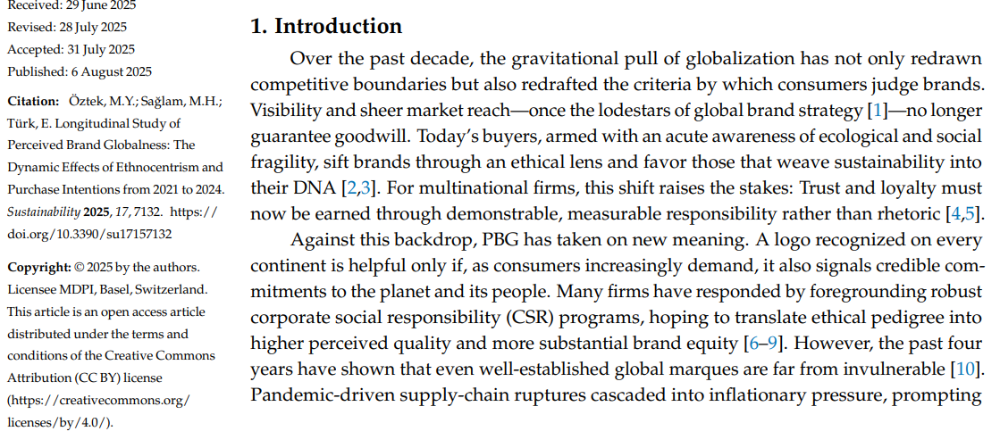 Received: 29 June 2025
Revised: 28 July 2025
Accepted: 31 July 2025
Published: 6 August 2025
Citation: Öztek, M.Y.; Sağlam, M.H.;
Türk, E. Longitudinal Study of
Perceived Brand Globalness: The
Dynamic Effects of Ethnocentrism and
Purchase Intentions from 2021 to 2024.
Sustainability 2025, 17, 7132. https://
doi.org/10.3390/su17157132
Copyright: © 2025 by the authors.
Licensee MDPI, Basel, Switzerland.
This article is an open access article
distributed under the terms and
conditions of the Creative Commons
Attribution (CC BY) license
(https://creativecommons.org/
licenses/by/4.0/).
1. Introduction
Over the past decade, the gravitational pull of globalization has not only redrawn
competitive boundaries but also redrafted the criteria by which consumers judge brands.
Visibility and sheer market reach—once the lodestars of global brand strategy [1]—no longer
guarantee goodwill. Today's buyers, armed with an acute awareness of ecological and social
fragility, sift brands through an ethical lens and favor those that weave sustainability into
their DNA [2,3]. For multinational firms, this shift raises the stakes: Trust and loyalty must
now be earned through demonstrable, measurable responsibility rather than rhetoric [4,5].
Against this backdrop, PBG has taken on new meaning. A logo recognized on every
continent is helpful only if, as consumers increasingly demand, it also signals credible com-
mitments to the planet and its people. Many firms have responded by foregrounding robust
corporate social responsibility (CSR) programs, hoping to translate ethical pedigree into
higher perceived quality and more substantial brand equity [6–9]. However, the past four
years have shown that even well-established global marques are far from invulnerable [10].
Pandemic-driven supply-chain ruptures cascaded into inflationary pressure, prompting